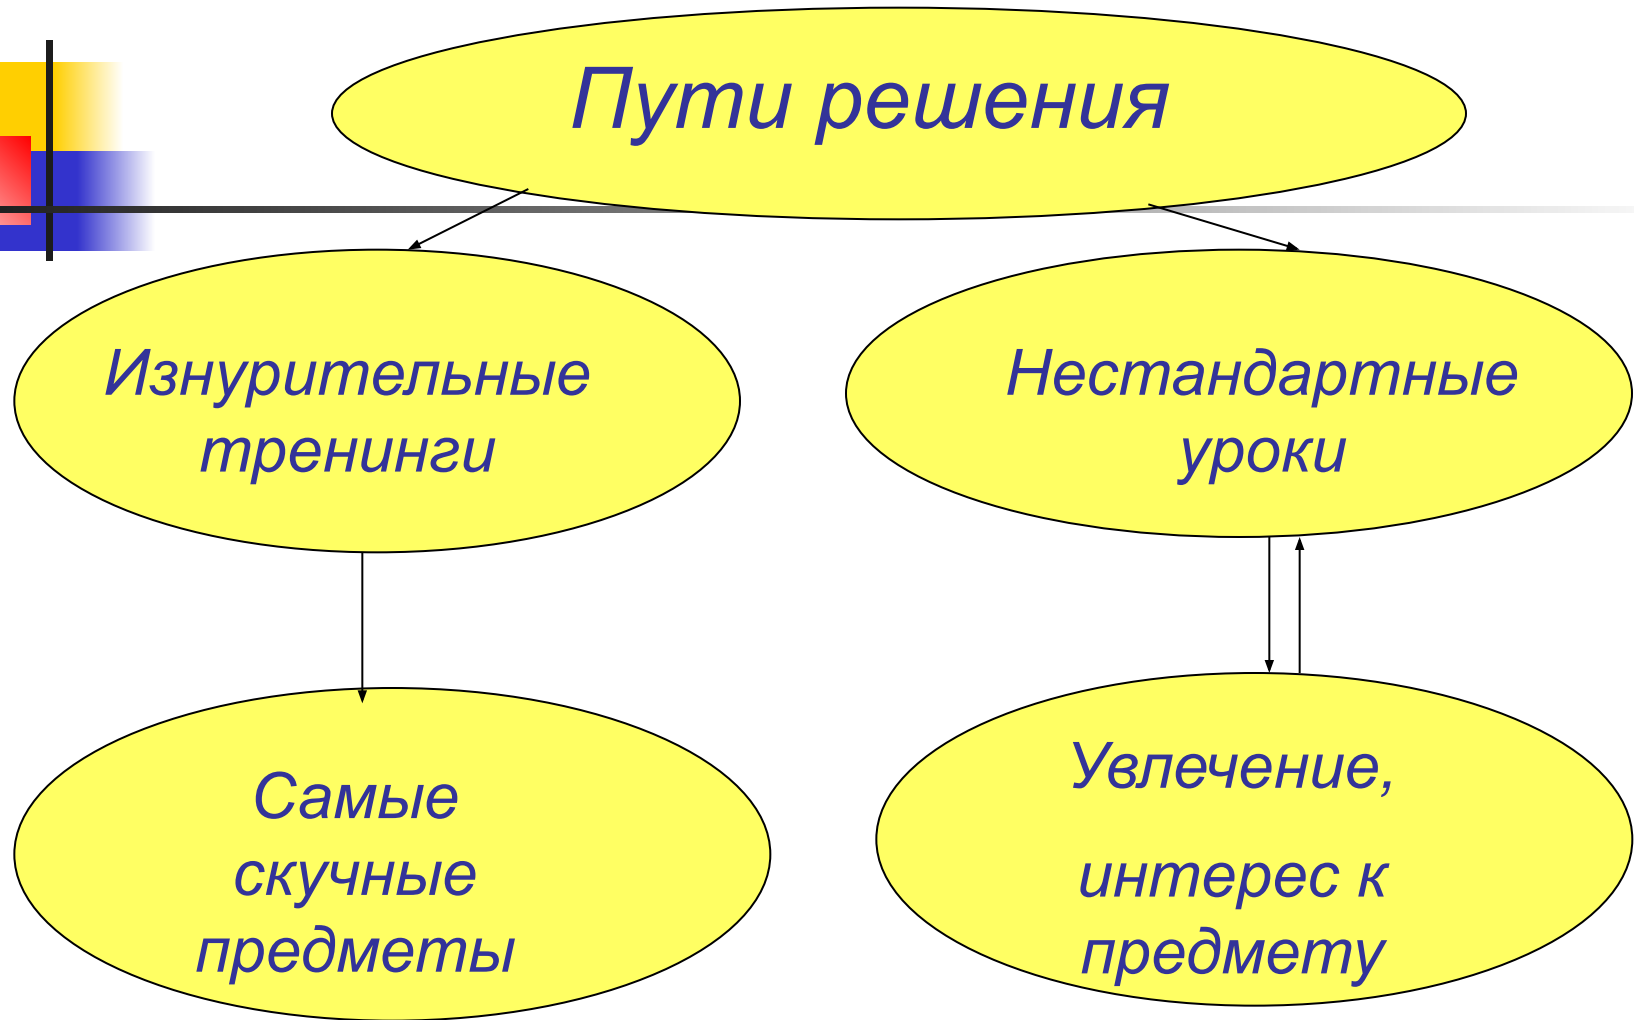 Пути решения
Изнурительные
тренинги
Нестандартные
уроки
Самые
скучные
предметы
Увлечение,
интерес к
предмету